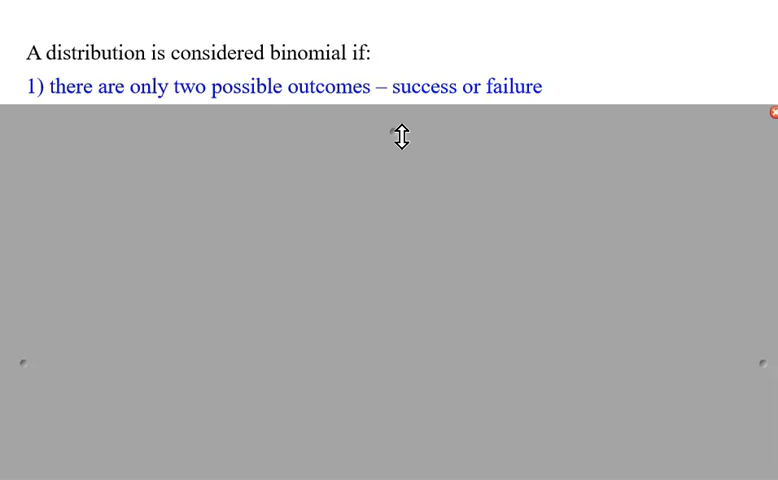 A distribution is considered binomial if:
1) there are only two possible outcomes – success or failure